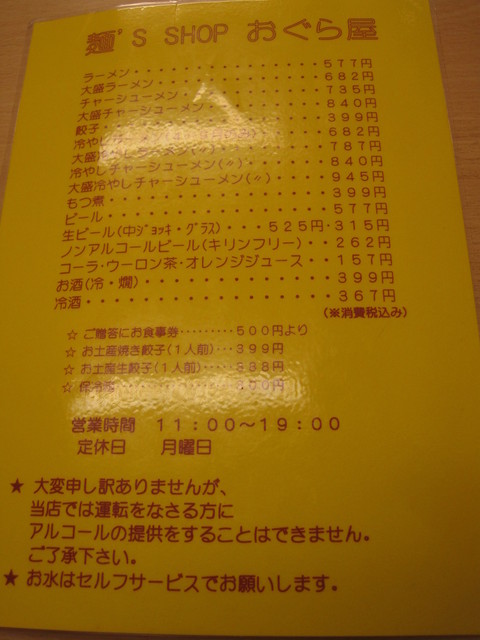 麺'S SHOP おぐら屋
ラーメン・・・・・・・・・・・・・・・577円
大盛ラーメン・・・・・・・・・・・・・682円
チャーシューメン・・・・・・・・・・・735円
大盛チャーシューメン・・・・・・・・・840円
餃子・・・・・・・・・・・・・・・・・399円
冷やし 682円
大盛冷やしラーメン(〃)・・・・・・・787円
冷やしチャーシューメン(〃)・・・・・840円
大盛冷やしチャーシューメン(〃)・・・945円
もつ煮・・・・・・・・・・・・・・・・399円
ビール・・・・・・・・・・・・・・・・577円
生ビール(中ジョッキ・グラス)・・・525円・315円
ノンアルコールビール(キリンフリー)・・262円
コーラ・ウーロン茶・オレンジジュース・・157円
お酒(冷・燗)・・・・・・・・・・・・・399円
冷酒・・・・・・・・・・・・・・・・・367円
(※消費税込み)
☆ ご贈答にお食事券………500円より
☆ お土産焼き餃子(1人前)…399円
☆ お土産生餃子(1人前)…338円
☆ 保冷
営業時間 11:00〜19:00
定休日 月曜日
★ 大変申し訳ありませんが、
当店では運転をなさる方に
アルコールの提供をすることはできません。
ご了承下さい。
★ お水はセルフサービスでお願いします。